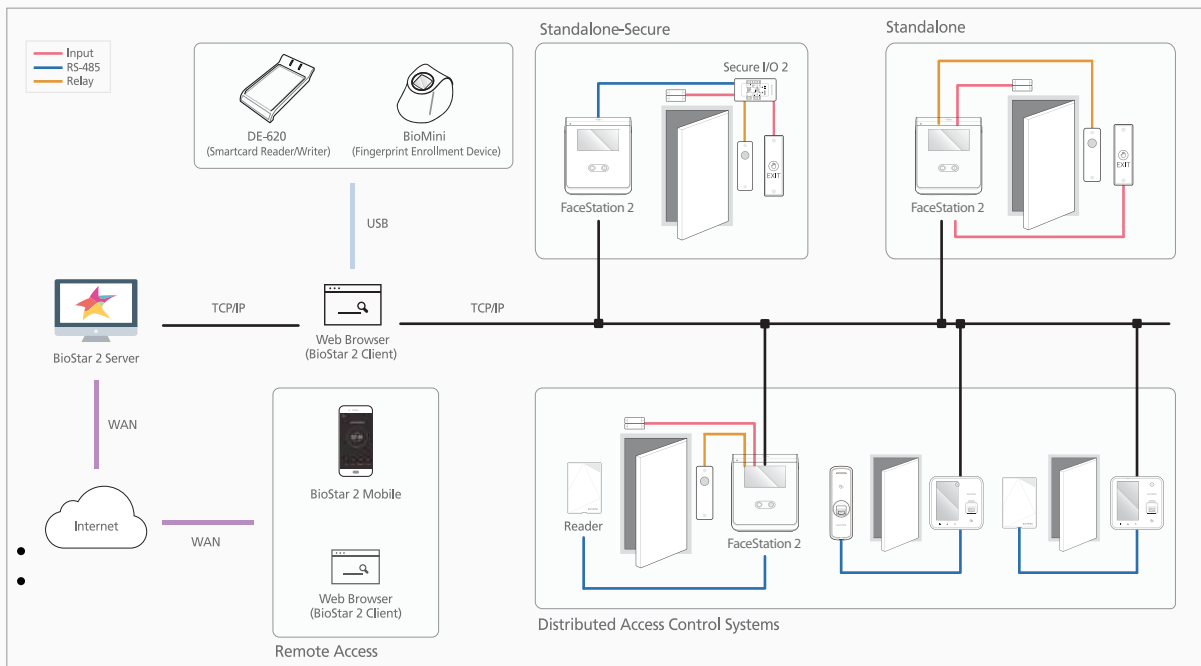 Input
RS-485
Relay
DE-620
(Smartcard Reader/Writer)
BioMini
(Fingerprint Enrollment Device)
USB
Standalone-Secure
Secure I/O 2
EXIT
FaceStation 2
Standalone
EXIT
FaceStation 2
BioStar 2 Server
TCP/IP
Web Browser
(BioStar 2 Client)
TCP/IP
WAN
Internet
WAN
BioStar 2 Mobile
Web Browser
(BioStar 2 Client)
Remote Access
Reader
FaceStation 2
Distributed Access Control Systems